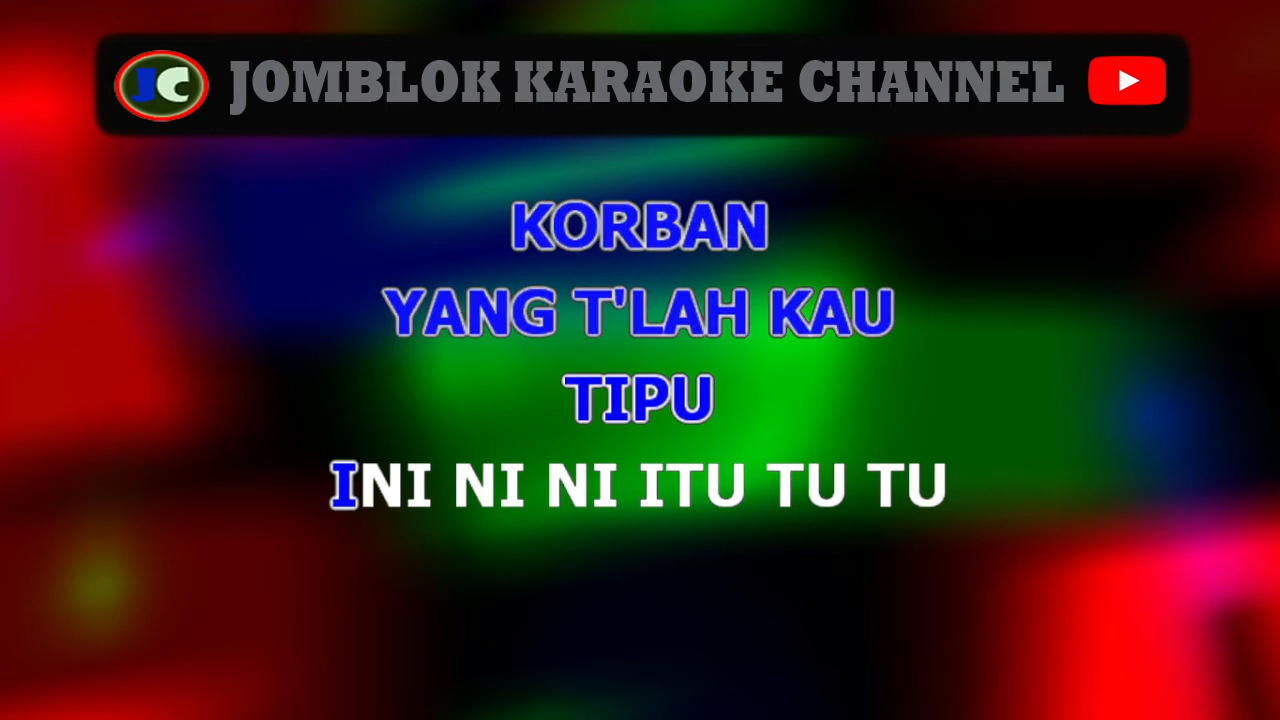 JC JOMBLOK KARAOKE CHANNEL
KORBAN
YANG T'LAH KAU
TIPU
INI NI NI ITU TU TU